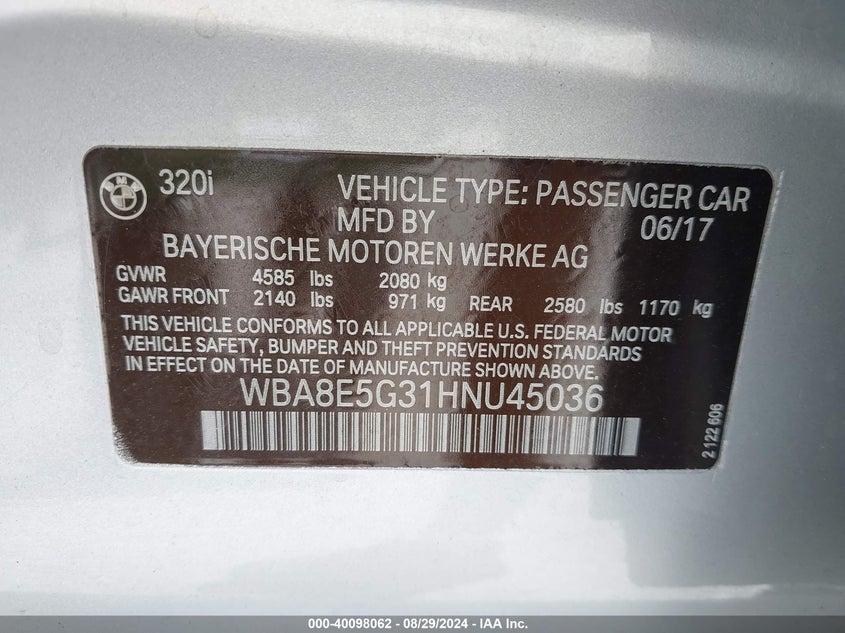 BMW 320i VEHICLE TYPE: PASSENGER CAR
MFD BY 06/17
BAYERISCHE MOTOREN WERKE AG
GVWR 4585 lbs 2080 kg
GAWR FRONT 2140 lbs 971 kg REAR 2580 lbs 1170 kg
THIS VEHICLE CONFORMS TO ALL APPLICABLE U.S. FEDERAL MOTOR
VEHICLE SAFETY, BUMPER AND THEFT PREVENTION STANDARDS
IN EFFECT ON THE DATE OF MANUFACTURE SHOWN ABOVE.
WBA8E5G31HNU45036
2 122 606
000-40098062 - 08/29/2024 - IAA Inc.